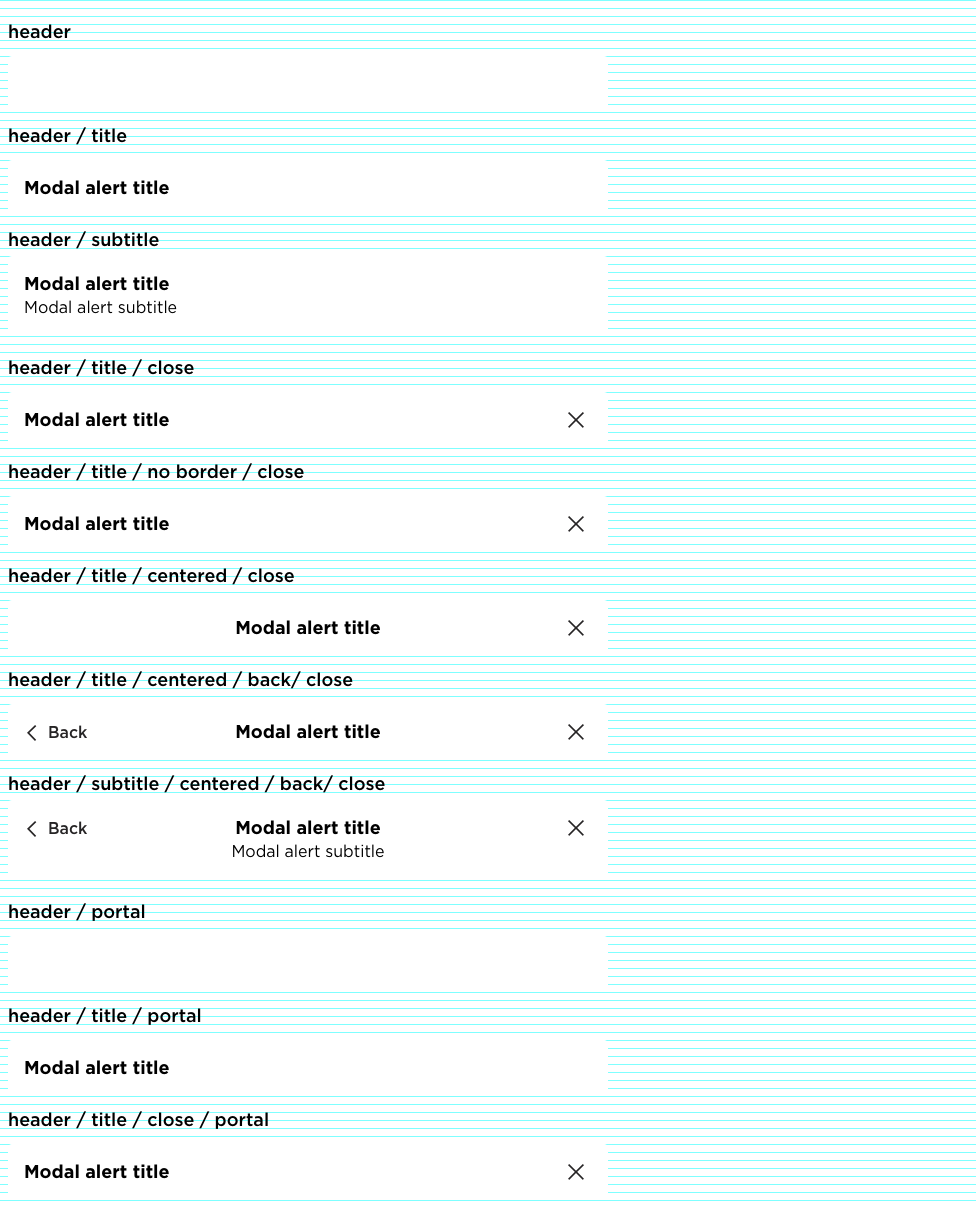 header
header / title
Modal alert title
header / subtitle
Modal alert title
Modal alert subtitle
header / title / close
Modal alert title
header / title / no border / close
Modal alert title
header / title / centered / close
Modal alert title
header / title / centered / back/ close
Back Modal alert title
header / subtitle / centered / back/ close
Back Modal alert title
Modal alert subtitle
header / portal
header / title / portal
Modal alert title
header / title / close / portal
Modal alert title